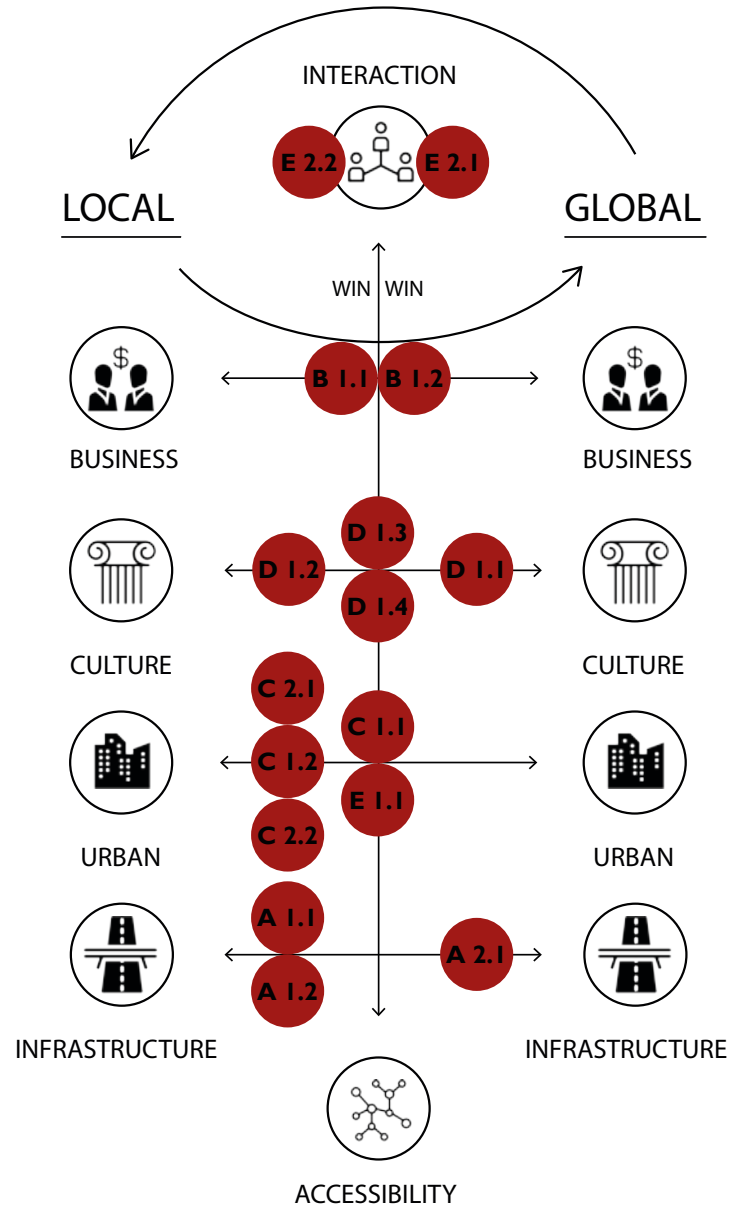 INTERACTION
E 2.2 E 2.1
LOCAL GLOBAL
WIN WIN
$ B 1.1 B 1.2 $
BUSINESS BUSINESS
D 1.3
D 1.2 D 1.1
D 1.4
CULTURE CULTURE
C 2.1
C 1.1
C 1.2
E 1.1
C 2.2
URBAN URBAN
A 1.1
A 2.1
A 1.2
INFRASTRUCTURE INFRASTRUCTURE
ACCESSIBILITY